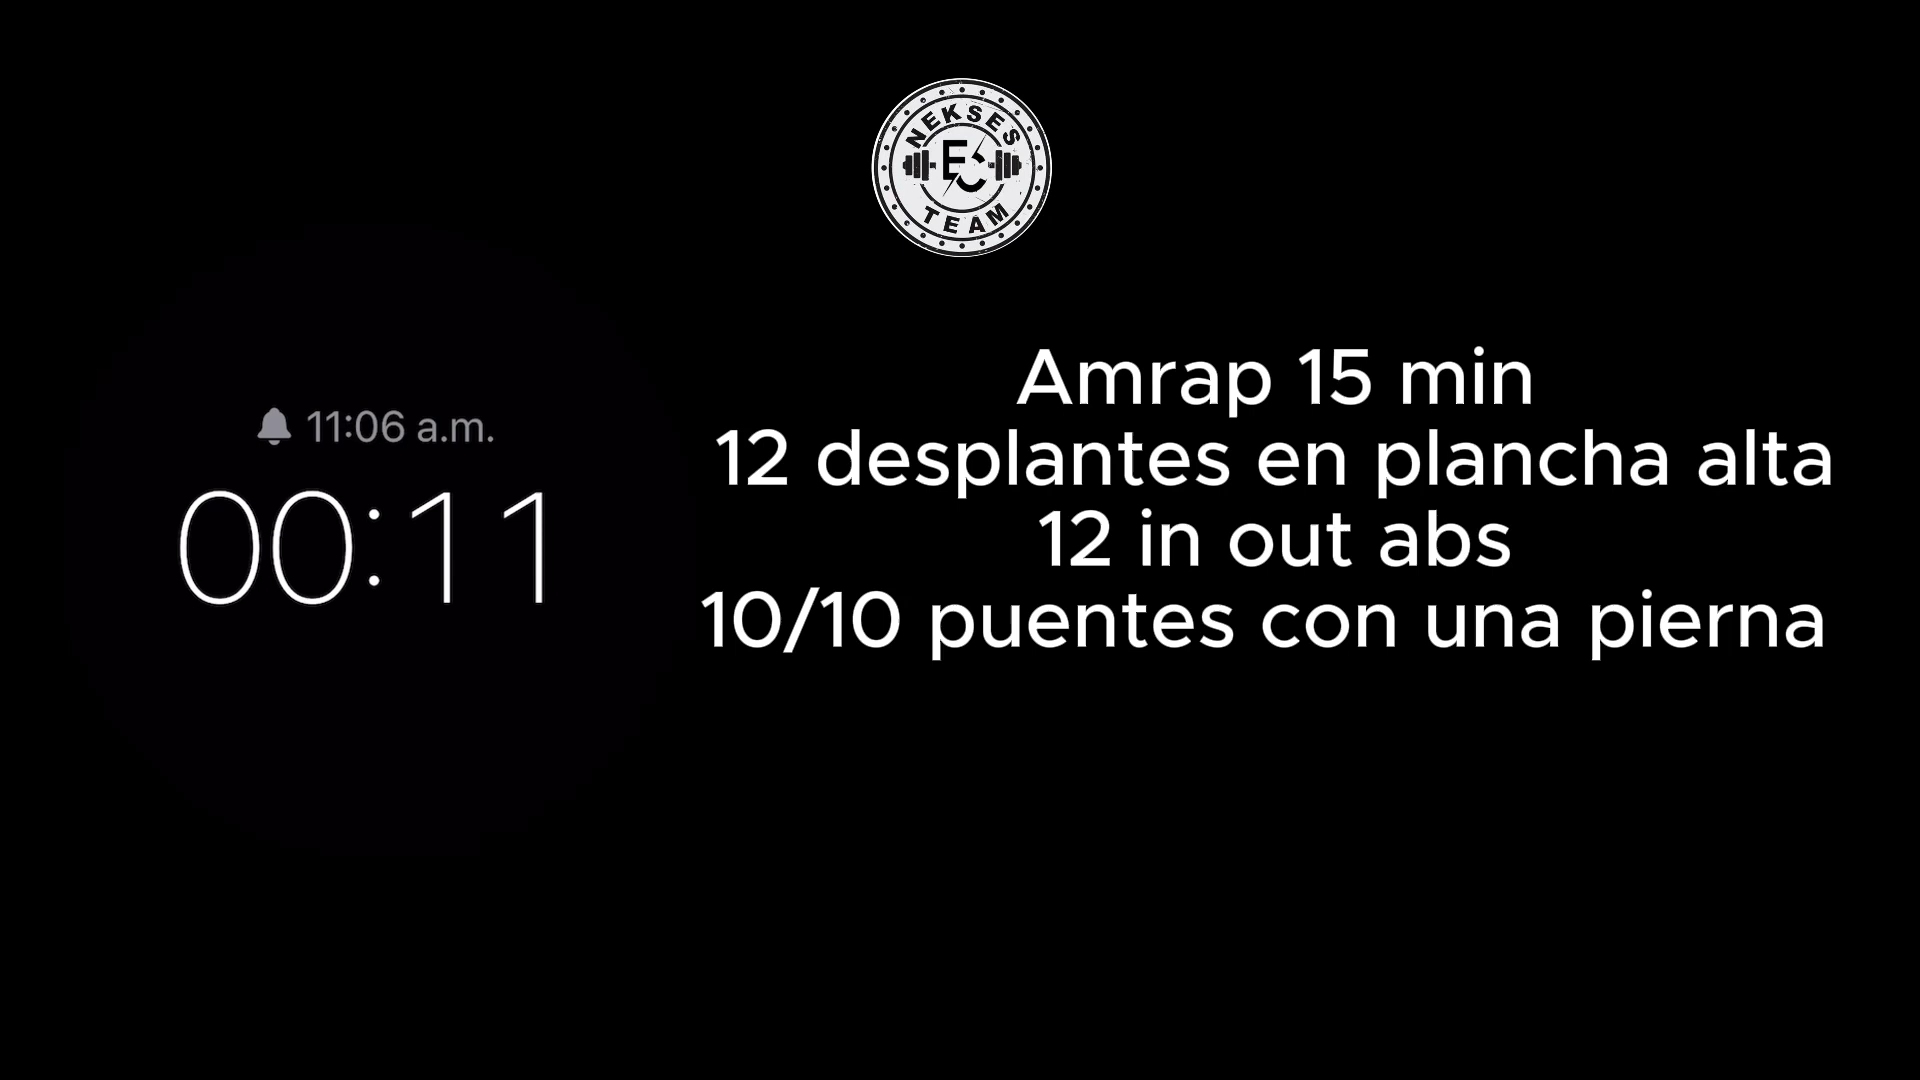 NEKSES
EC
TEAM
11:06 a.m.
00:11
Amrap 15 min
12 desplantes en plancha alta
12 in out abs
10/10 puentes con una pierna